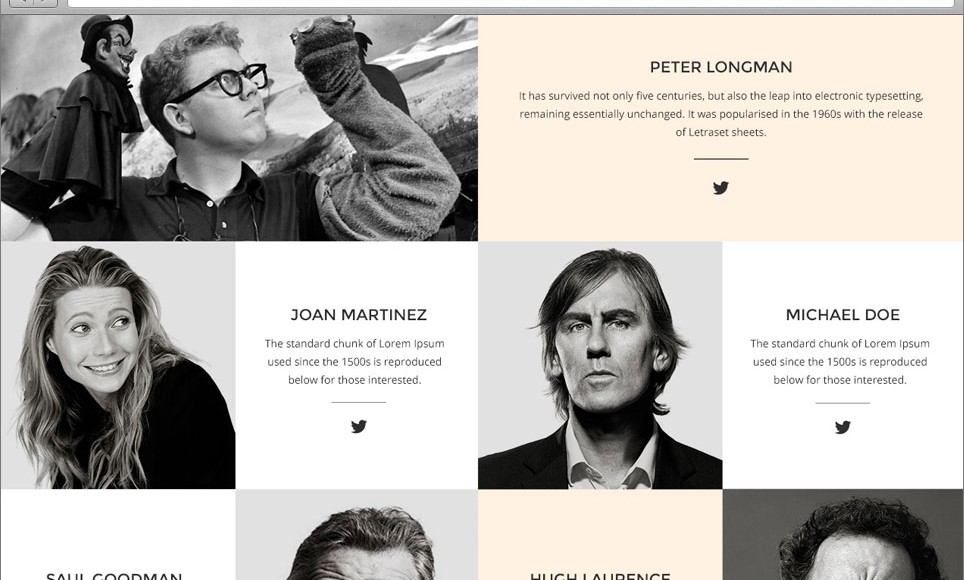 PETER LONGMAN
It has survived not only five centuries, but also the leap into electronic typesetting,
remaining essentially unchanged. It was popularised in the 1960s with the release
of Letraset sheets.
JOAN MARTINEZ
The standard chunk of Lorem Ipsum
used since the 1500s is reproduced
below for those interested.
MICHAEL DOE
The standard chunk of Lorem Ipsum
used since the 1500s is reproduced
below for those interested.
SAUL GOODMAN
HUGH LAURENCE